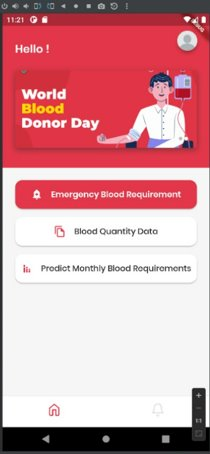 11:21
Hello !
World
Blood
Donor Day
Emergency Blood Requirement
Blood Quantity Data
Predict Monthly Blood Requirements